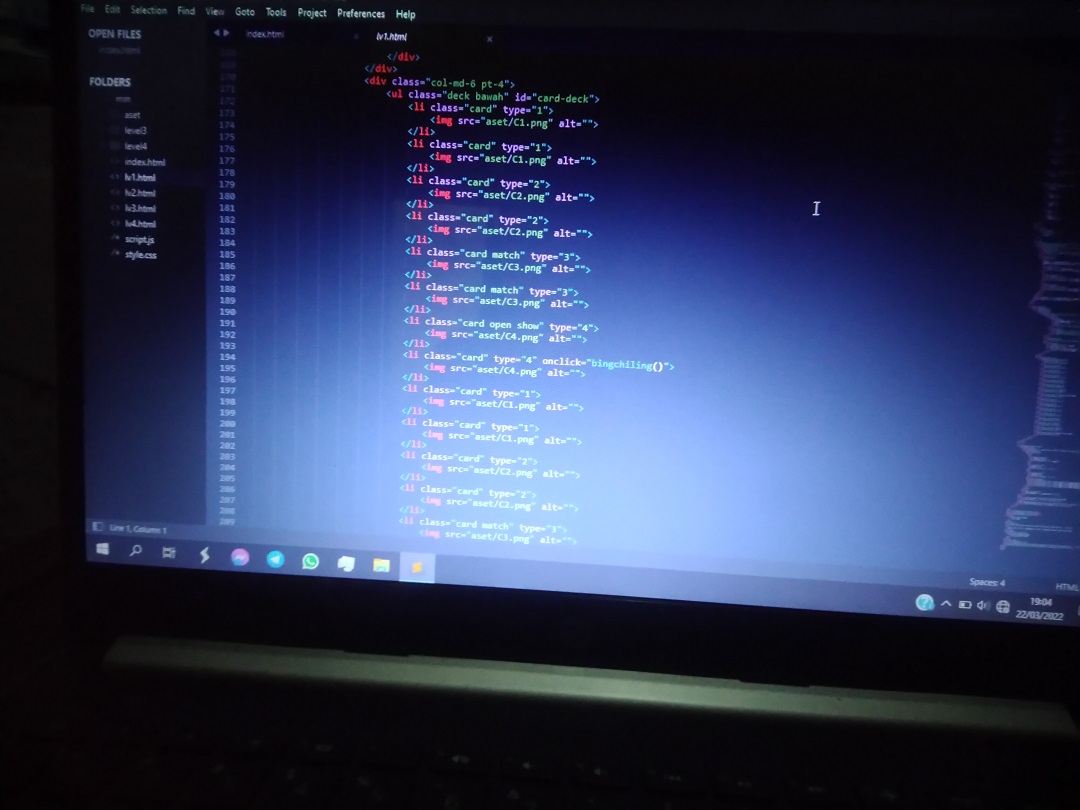 File Edit Selection Find View Goto Tools Project Preferences Help
OPEN FILES
index.html
FOLDERS
aset
level3
level4
index.html
lv1.html
lv2.html
lv3.html
lv4.html
script.js
style.css
index.html
lv1.html
</div>
</div>
171 <div class="col-md-6 pt-4">
172 <ul class="deck bawah" id="card-deck">
173 <li class="card" type="1">
174 <img src="aset/C1.png" alt="">
175 </li>
176 <li class="card" type="1">
177 <img src="aset/C1.png" alt="">
178 </li>
179 <li class="card" type="2">
180 <img src="aset/C2.png" alt="">
181 </li>
182 <li class="card" type="2">
183 <img src="aset/C2.png" alt="">
184 </li>
185 <li class="card match" type="3">
186 <img src="aset/C3.png" alt="">
187 </li>
188 <li class="card match" type="3">
189 <img src="aset/C3.png" alt="">
190 </li>
191 <li class="card open show" type="4">
192 <img src="aset/C4.png" alt="">
193 </li>
194 <li class="card" type="4" onclick="bingchiling()">
195 <img src="aset/C4.png" alt="">
196 </li>
197 <li class="card" type="1">
198 <img src="aset/C1.png" alt="">
199 </li>
200 <li class="card" type="1">
201 <img src="aset/C1.png" alt="">
202 </li>
203 <li class="card" type="2">
204 <img src="aset/C2.png" alt="">
205 </li>
206 <li class="card" type="2">
207 <img src="aset/C2.png" alt="">
208 </li>
209 <li class="card match" type="3">
<img src="aset/C3.png" alt="">
Line 1, Column 1
Spaces: 4
HTML
19:04
22/03/2022